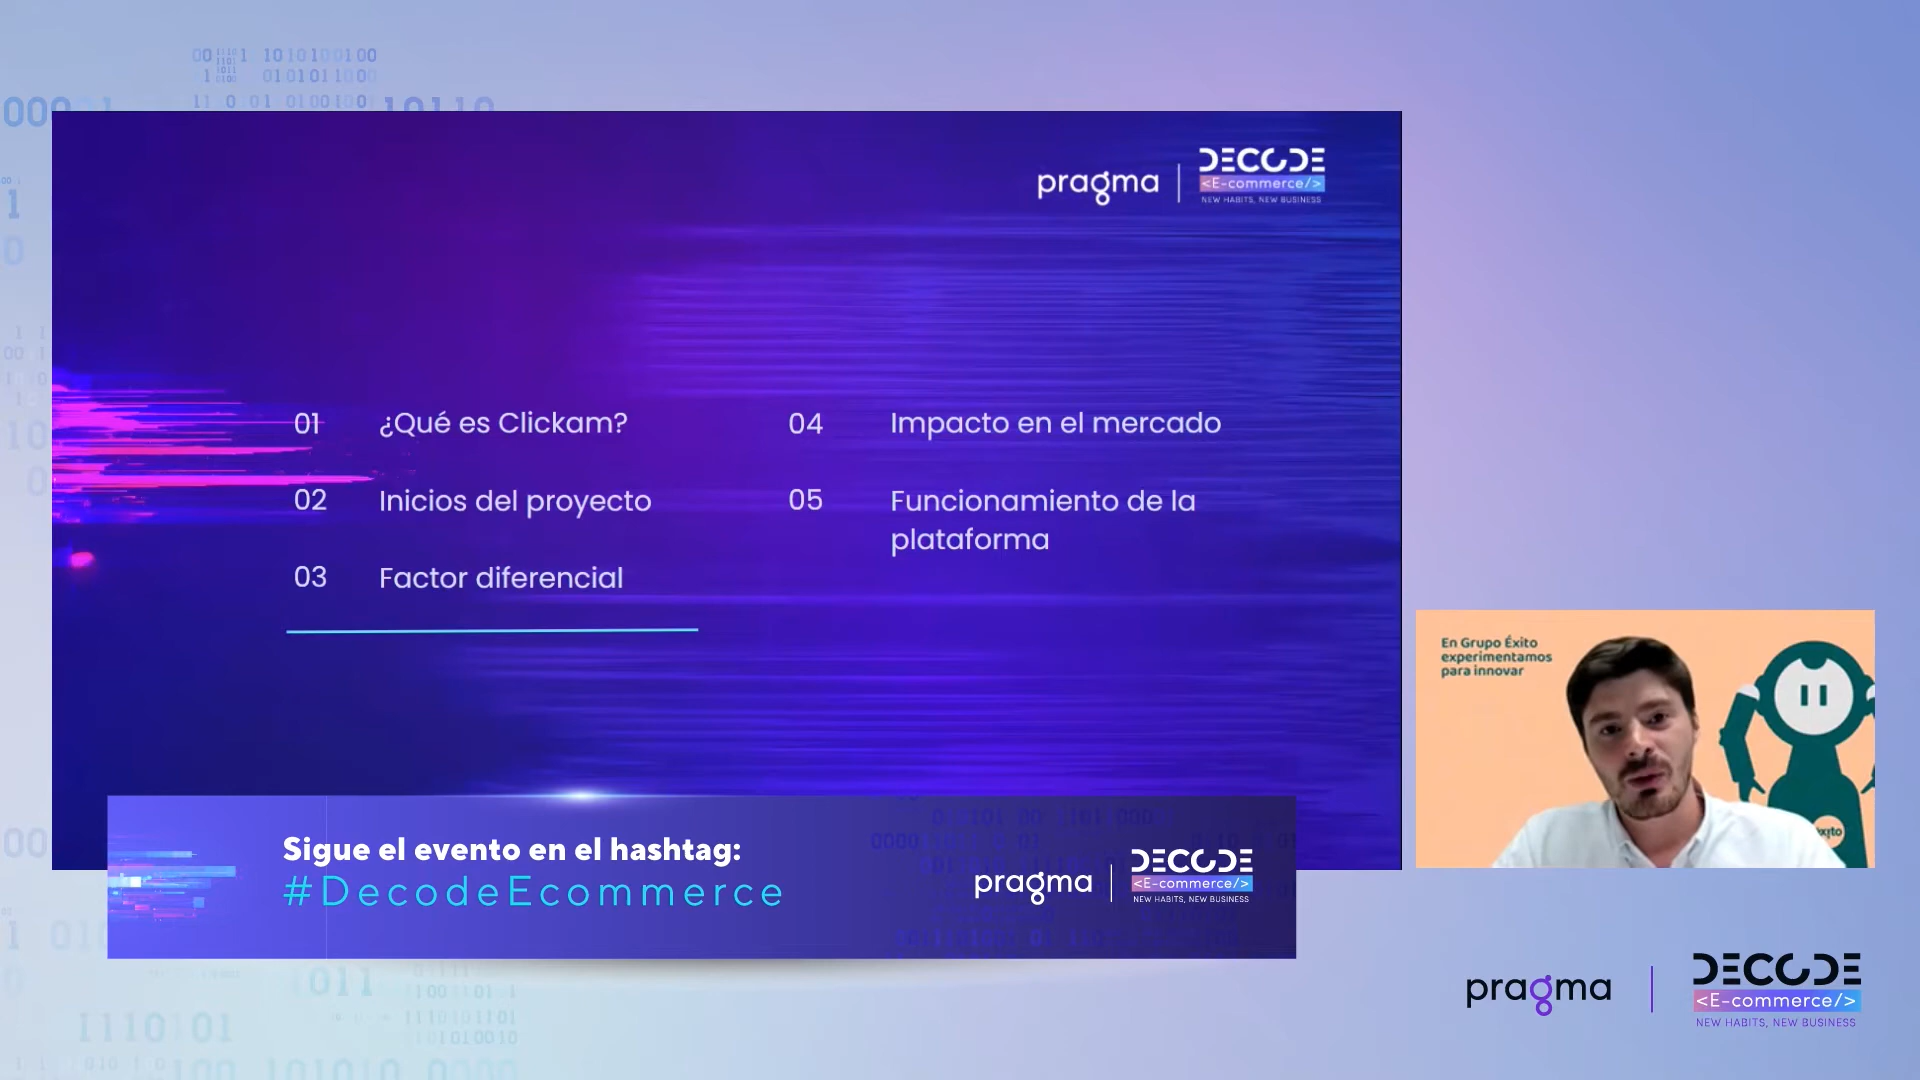 pragma
DECODE
<E-commerce/>
NEW HABITS, NEW BUSINESS
01 ¿Qué es Clickam?
02 Inicios del proyecto
03 Factor diferencial
04 Impacto en el mercado
05 Funcionamiento de la
plataforma
En Grupo Éxito
experimentamos
para innovar
éxito
Sigue el evento en el hashtag:
#DecodeEcommerce
pragma
DECODE
<E-commerce/>
NEW HABITS, NEW BUSINESS
pragma
DECODE
<E-commerce/>
NEW HABITS, NEW BUSINESS